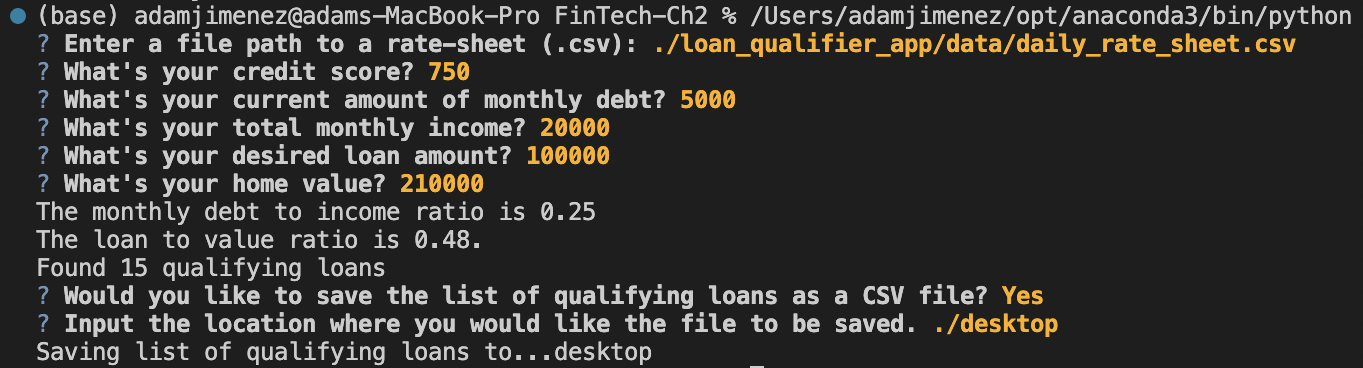 (base) adamjimenez@adams-MacBook-Pro FinTech-Ch2 % /Users/adamjimenez/opt/anaconda3/bin/python
? Enter a file path to a rate-sheet (.csv): ./loan_qualifier_app/data/daily_rate_sheet.csv
? What's your credit score? 750
? What's your current amount of monthly debt? 5000
? What's your total monthly income? 20000
? What's your desired loan amount? 100000
? What's your home value? 210000
The monthly debt to income ratio is 0.25
The loan to value ratio is 0.48.
Found 15 qualifying loans
? Would you like to save the list of qualifying loans as a CSV file? Yes
? Input the location where you would like the file to be saved. ./desktop
Saving list of qualifying loans to...desktop